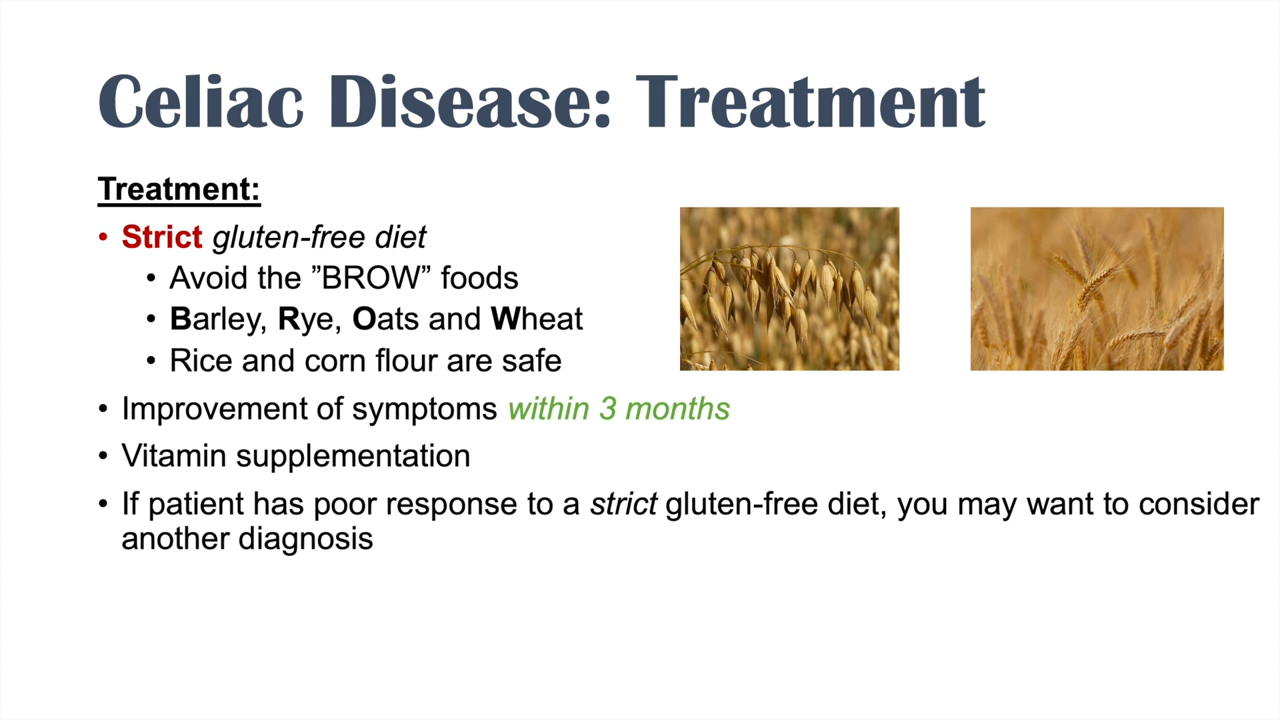 Celiac Disease: Treatment
Treatment:
• Strict gluten-free diet
• Avoid the ”BROW” foods
• Barley, Rye, Oats and Wheat
• Rice and corn flour are safe
• Improvement of symptoms within 3 months
• Vitamin supplementation
• If patient has poor response to a strict gluten-free diet, you may want to consider
another diagnosis